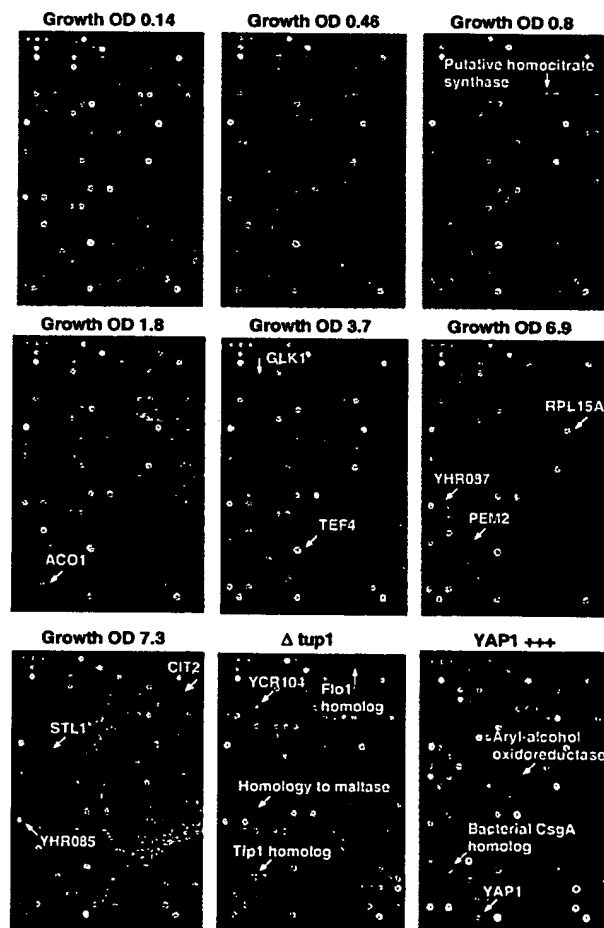 Growth OD 0.14
Growth OD 0.46
Growth OD 0.8
Putative homocitrate
synthase
Growth OD 1.8
Growth OD 3.7
Growth OD 6.9
GLK1
RPL15A
YHR087
PEM2
TEF4
ACO1
Growth OD 7.3
Δ tup1
YAP1 +++
CIT2
YCR104
Flo1
homolog
STL1
Aryl-alcohol
oxidoreductase
Homology to maltase
YHR085
Bacterial CsgA
homolog
Tip1 homolog
YAP1